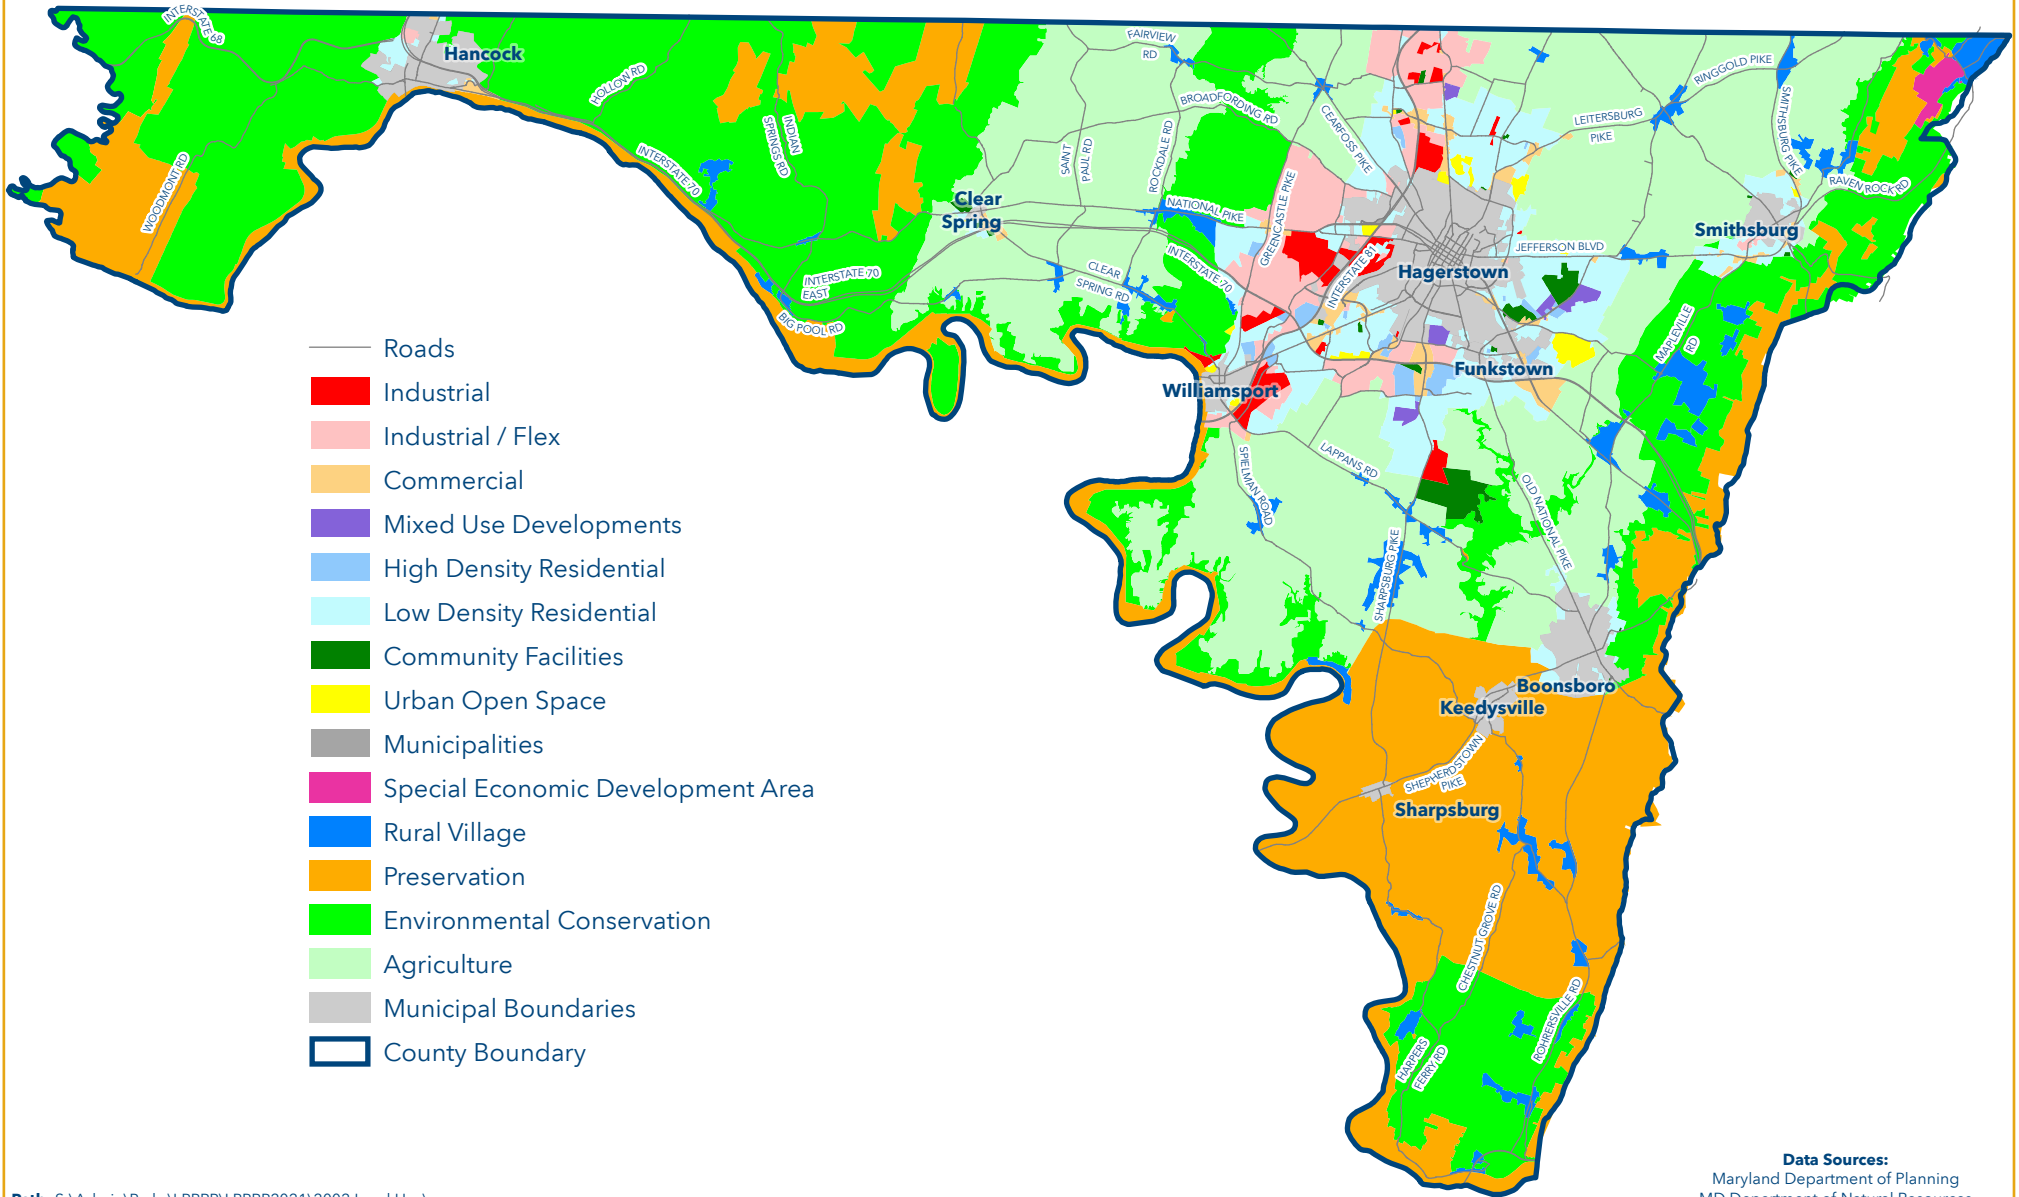 INTERSTATE 68
Hancock
HOLLOW RD
INDIAN
SPRINGS RD
WOODMONT RD
INTERSTATE 70
FAIRVIEW
RD
BROADFORDING RD
CEARFOSS PIKE
RINGGOLD PIKE
SMITHSBURG PIKE
LEITERSBURG
PIKE
SAINT
PAUL RD
ROCKDALE RD
RAVEN ROCK RD
Clear
Spring
NATIONAL PIKE
GREENCASTLE PIKE
Smithsburg
JEFFERSON BLVD
Hagerstown
INTERSTATE 70
INTERSTATE 81
INTERSTATE 70
EAST
CLEAR
SPRING RD
BIG POOL RD
MAPLEVILLE
RD
Funkstown
Williamsport
LAPPANS RD
SPIELMAN ROAD
OLD NATIONAL PIKE
SHARPSBURG PIKE
Boonsboro
Keedysville
SHEPHERDSTOWN
PIKE
Sharpsburg
CHESTNUT GROVE RD
ROHRERSVILLE RD
HARPERS
FERRY RD
Roads
Industrial
Industrial / Flex
Commercial
Mixed Use Developments
High Density Residential
Low Density Residential
Community Facilities
Urban Open Space
Municipalities
Special Economic Development Area
Rural Village
Preservation
Environmental Conservation
Agriculture
Municipal Boundaries
County Boundary
Data Sources:
Maryland Department of Planning
MD Department of Natural Resources